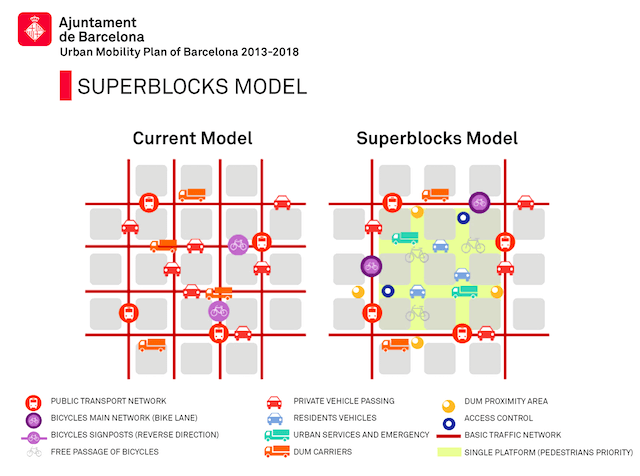 Ajuntament
de Barcelona
Urban Mobility Plan of Barcelona 2013-2018
SUPERBLOCKS MODEL
Current Model
Superblocks Model
PUBLIC TRANSPORT NETWORK
BICYCLES MAIN NETWORK (BIKE LANE)
BICYCLES SIGNPOSTS (REVERSE DIRECTION)
FREE PASSAGE OF BICYCLES
PRIVATE VEHICLE PASSING
RESIDENTS VEHICLES
URBAN SERVICES AND EMERGENCY
DUM CARRIERS
DUM PROXIMITY AREA
ACCESS CONTROL
BASIC TRAFFIC NETWORK
SINGLE PLATFORM (PEDESTRIANS PRIORITY)